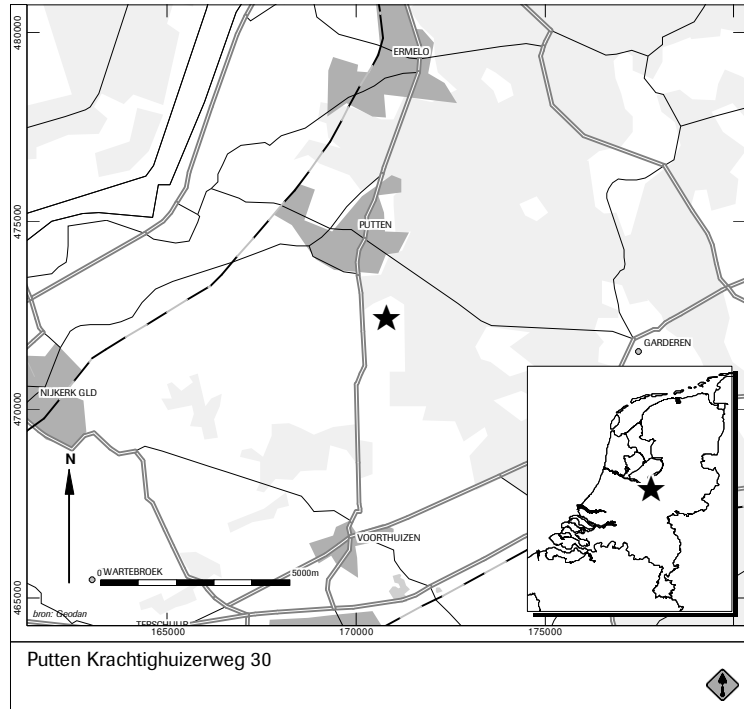 480000
ERMELO
475000
PUTTEN
GARDEREN
NIJKERK GLD
470000
N
VOORTHUIZEN
0 WARTEBROEK 5000m
465000
bron: Geodan
TERSCHUUR
165000 170000 175000
Putten Krachtighuizerweg 30